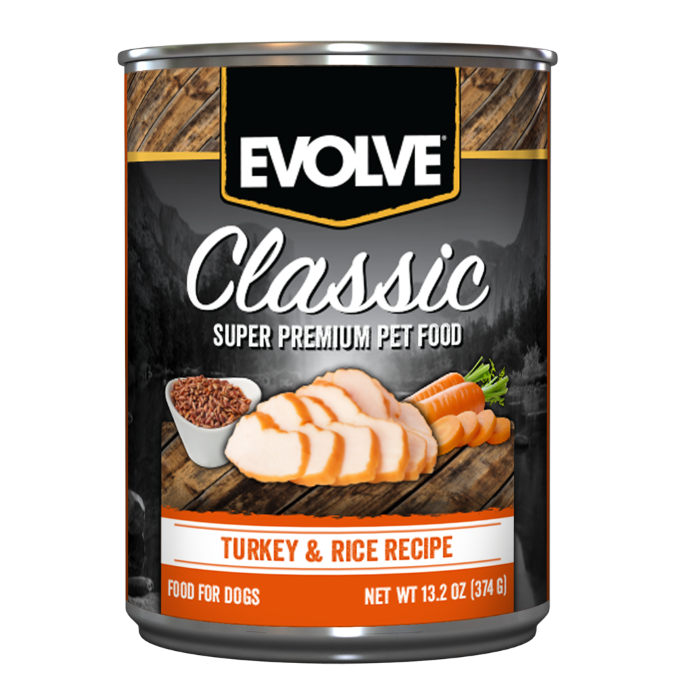 EVOLVE®
Classic
SUPER PREMIUM PET FOOD
TURKEY & RICE RECIPE
FOOD FOR DOGS
NET WT 13.2 OZ (374 G)